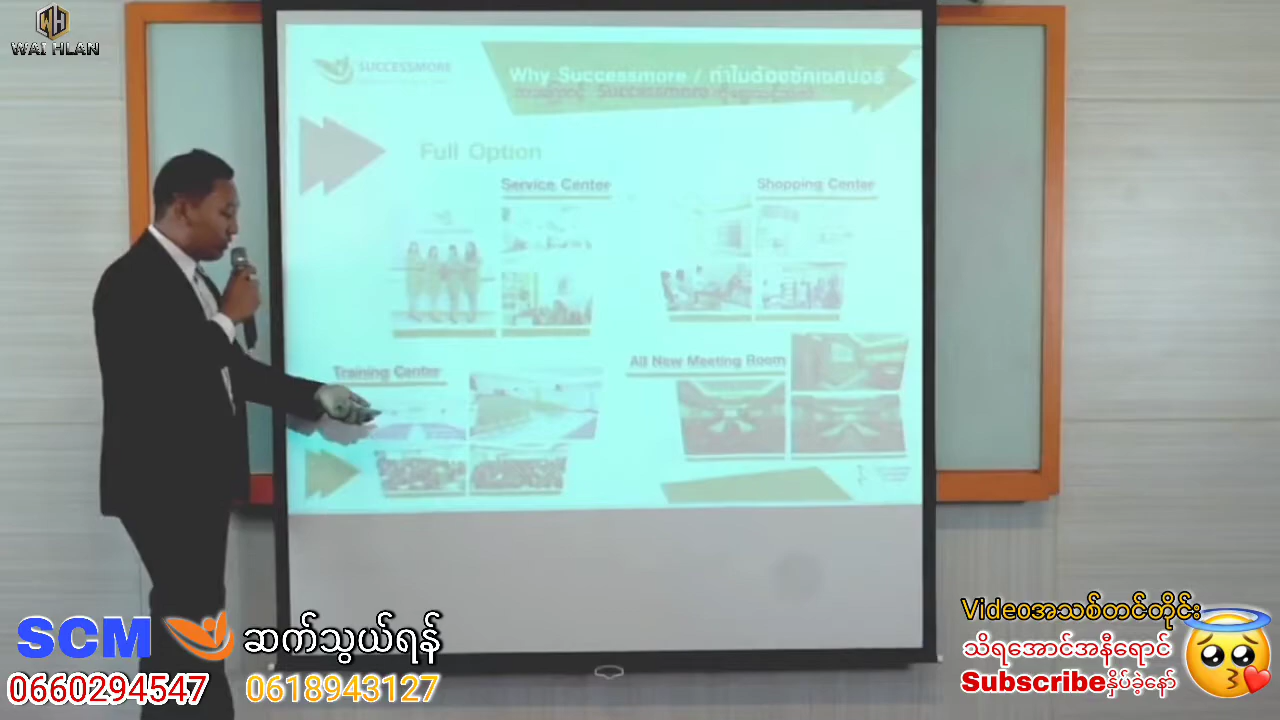 WAI HLAN
SUCCESSMORE
Why Successmore / ทำไมต้องซัคเซสมอร์
Full Option
Service Center
Shopping Center
Training Center
All New Meeting Room
SCM ဆက်သွယ်ရန်
0660294547 0618943127
Videoအသစ်တင်တိုင်း
သိရအောင်အနီရောင်
Subscribeနှိပ်ခဲ့နော်